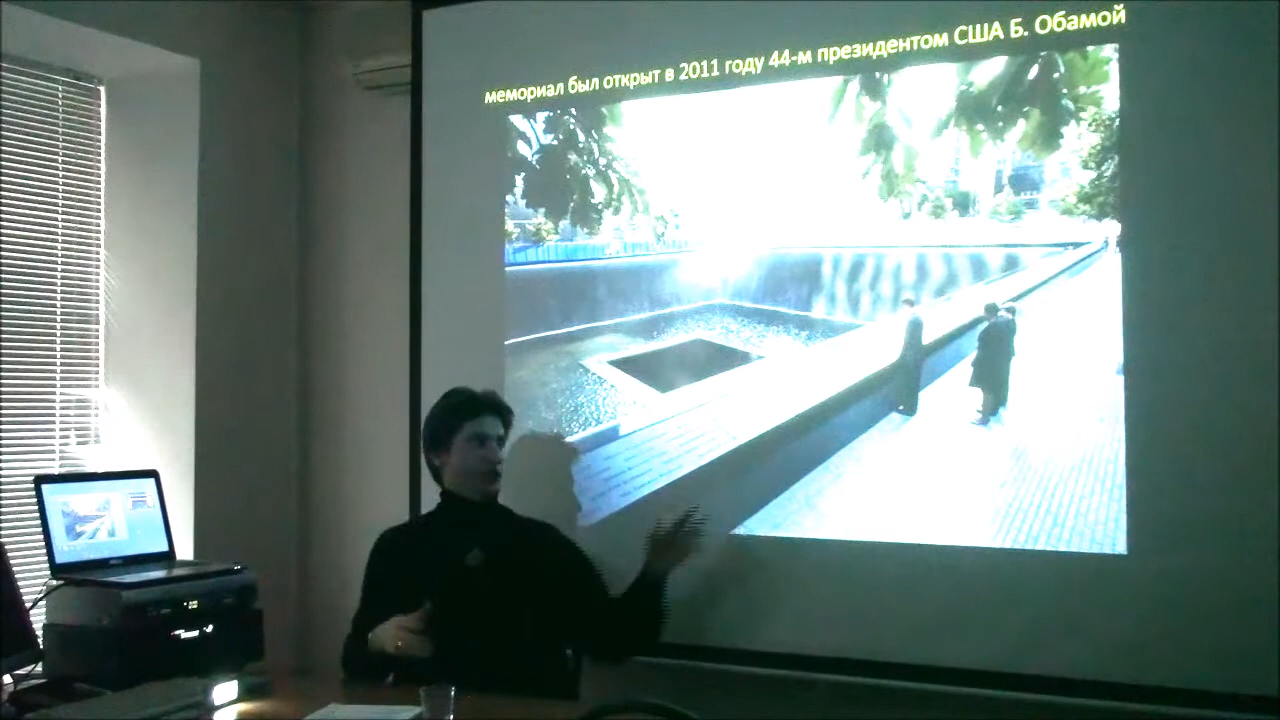 мемориал был открыт в 2011 году 44-м президентом США Б. Обамой